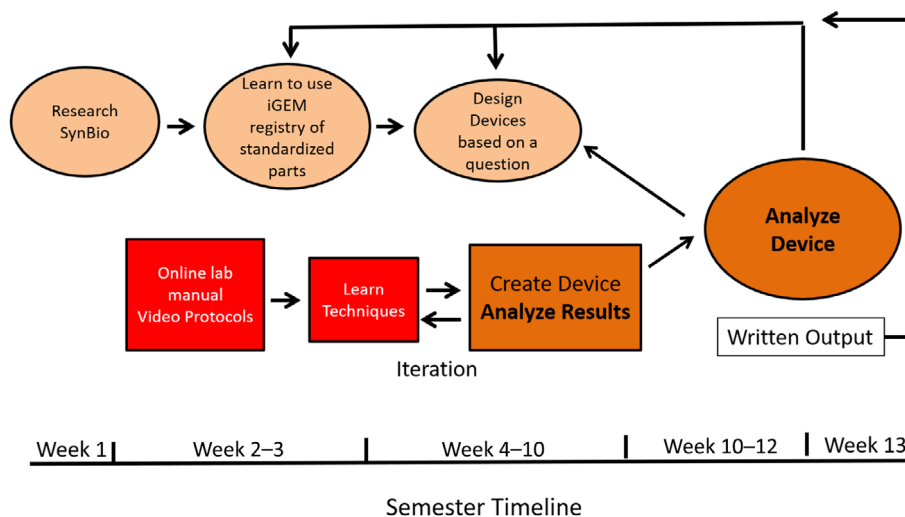 Research
SynBio
Learn to use
iGEM
registry of
standardized
parts
Design
Devices
based on a
question
Analyze
Device
Online lab
manual
Video Protocols
Learn
Techniques
Create Device
Analyze Results
Written Output
Iteration
Week 1
Week 2–3
Week 4–10
Week 10–12
Week 13
Semester Timeline